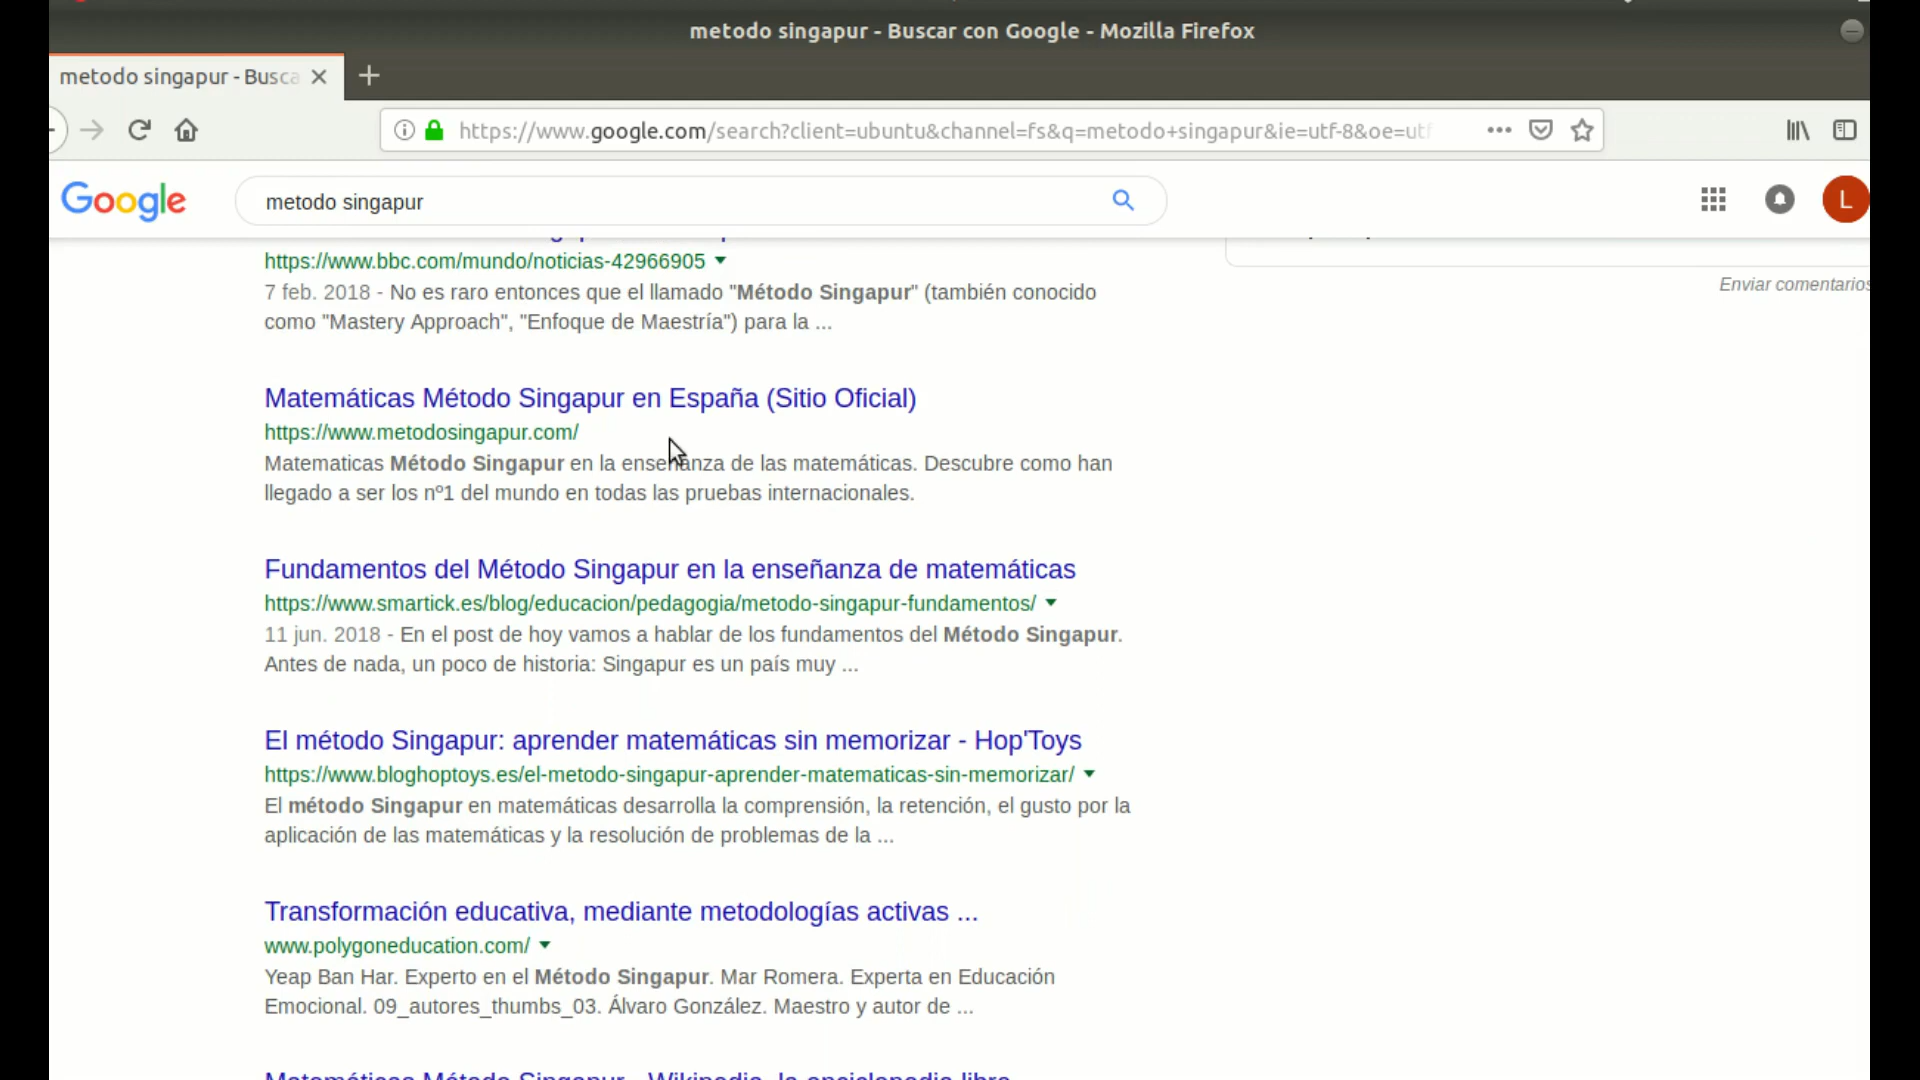 metodo singapur - Buscar con Google - Mozilla Firefox
metodo singapur - Busca
https://www.google.com/search?client=ubuntu&channel=fs&q=metodo+singapur&ie=utf-8&oe=utf
Google
metodo singapur
L
https://www.bbc.com/mundo/noticias-42966905
Enviar comentarios
7 feb. 2018 - No es raro entonces que el llamado "Método Singapur" (también conocido
como "Mastery Approach", "Enfoque de Maestría") para la ...
Matemáticas Método Singapur en España (Sitio Oficial)
https://www.metodosingapur.com/
Matematicas Método Singapur en la enseñanza de las matemáticas. Descubre como han
llegado a ser los nº1 del mundo en todas las pruebas internacionales.
Fundamentos del Método Singapur en la enseñanza de matemáticas
https://www.smartick.es/blog/educacion/pedagogia/metodo-singapur-fundamentos/
11 jun. 2018 - En el post de hoy vamos a hablar de los fundamentos del Método Singapur.
Antes de nada, un poco de historia: Singapur es un país muy ...
El método Singapur: aprender matemáticas sin memorizar - Hop'Toys
https://www.bloghoptoys.es/el-metodo-singapur-aprender-matematicas-sin-memorizar/
El método Singapur en matemáticas desarrolla la comprensión, la retención, el gusto por la
aplicación de las matemáticas y la resolución de problemas de la ...
Transformación educativa, mediante metodologías activas ...
www.polygoneducation.com/
Yeap Ban Har. Experto en el Método Singapur. Mar Romera. Experta en Educación
Emocional. 09_autores_thumbs_03. Álvaro González. Maestro y autor de ...
Matemáticas Método Singapur - Wikipedia, la enciclopedia libre